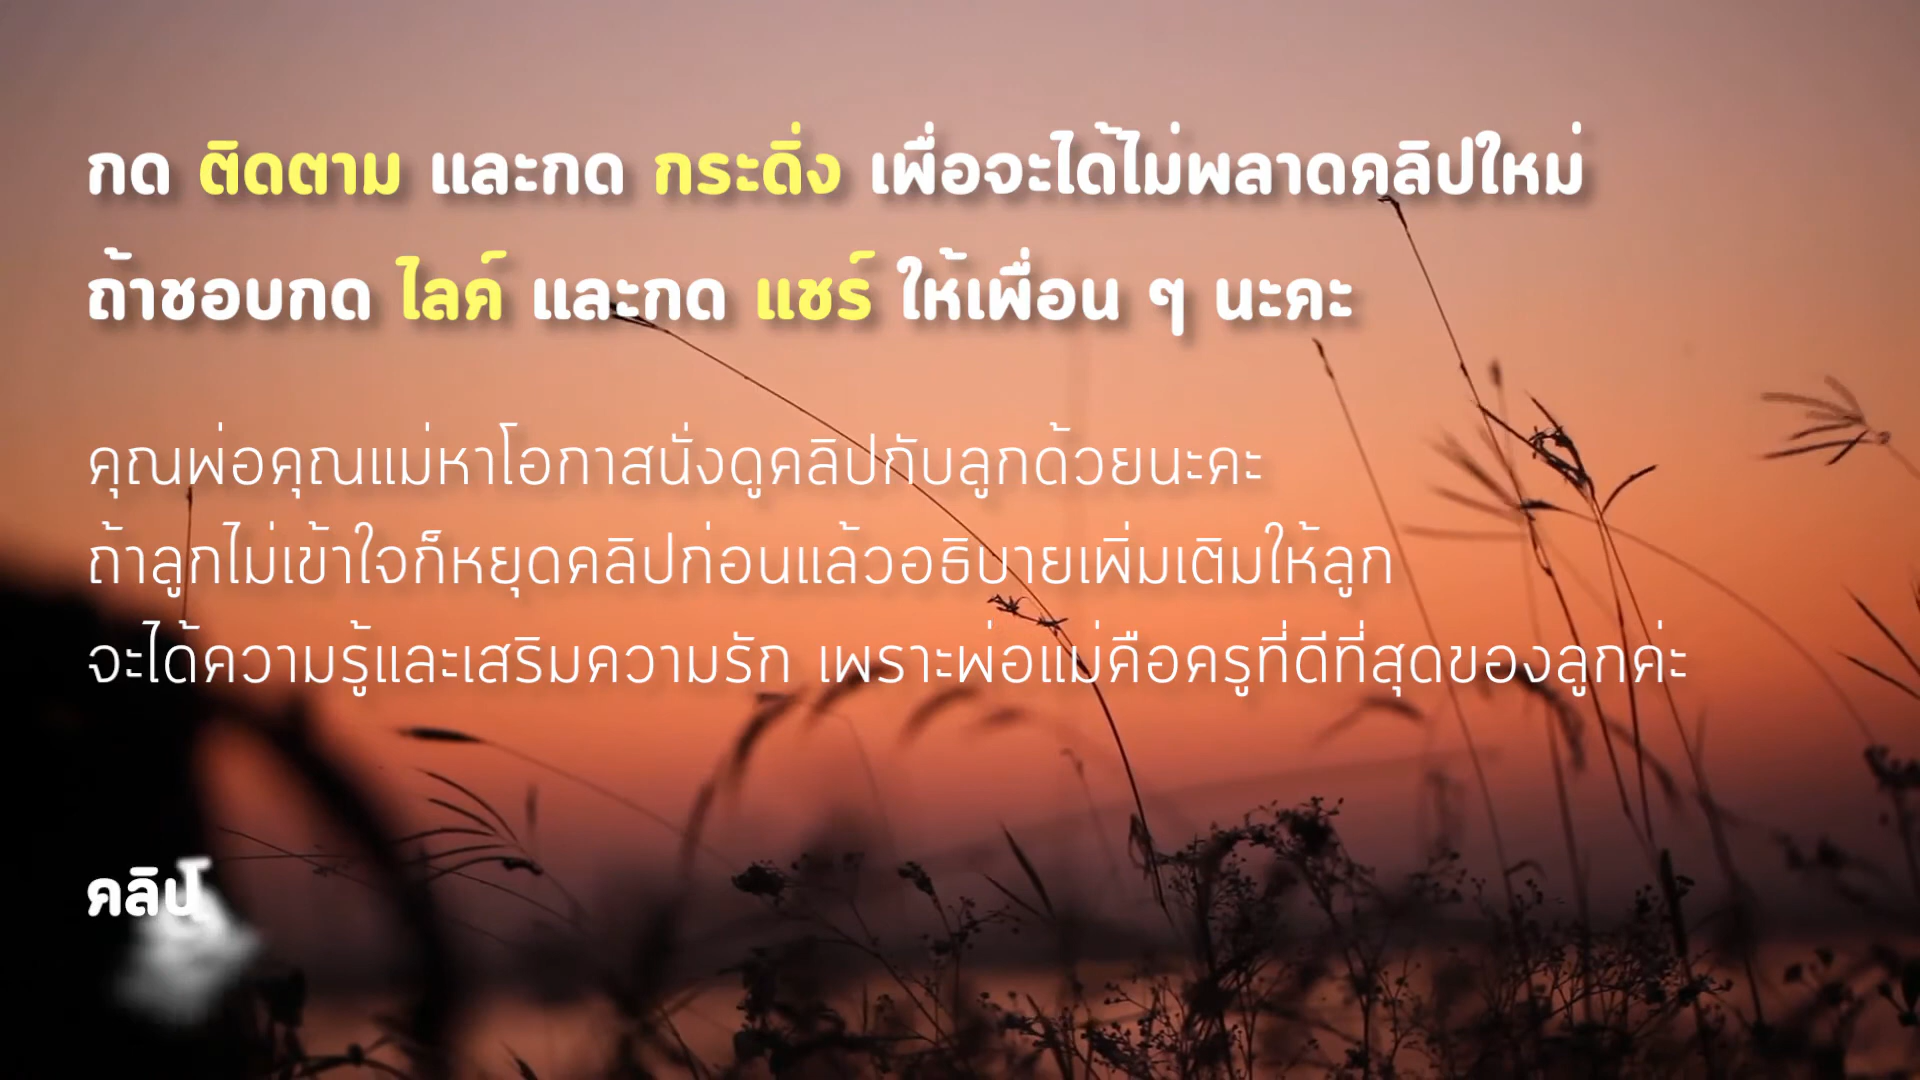 กด ติดตาม และกด กระดิ่ง เพื่อจะได้ไม่พลาดคลิปใหม่
ถ้าชอบกด ไลค์ และกด แชร์ ให้เพื่อน ๆ นะคะ
คุณพ่อคุณแม่หาโอกาสนั่งดูคลิปกับลูกด้วยนะคะ
ถ้าลูกไม่เข้าใจก็หยุดคลิปก่อนแล้วอธิบายเพิ่มเติมให้ลูก
จะได้ความรู้และเสริมความรัก เพราะพ่อแม่คือครูที่ดีที่สุดของลูกค่ะ
คลิป